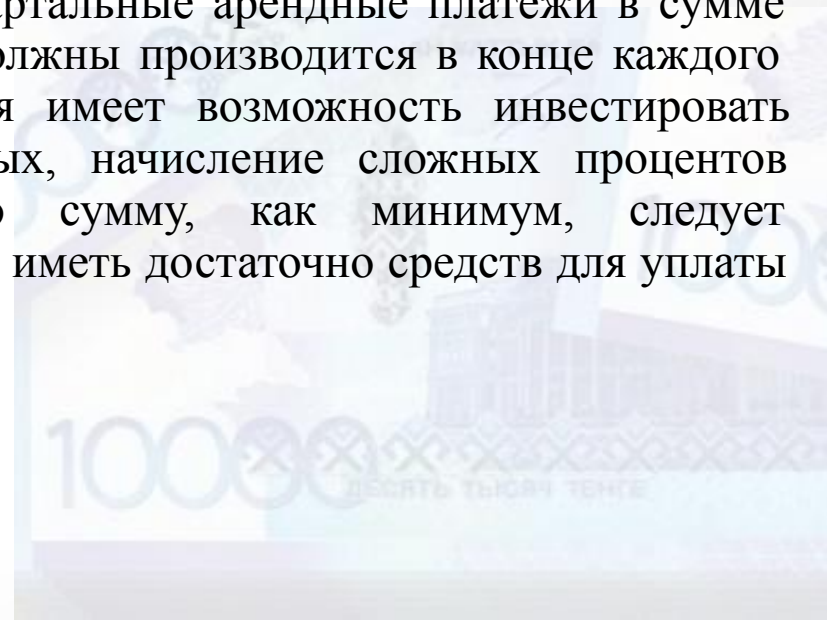 артальные арендные платежи в сумме
олжны производится в конце каждого
я имеет возможность инвестировать
ых, начисление сложных процентов
о сумму, как минимум, следует
иметь достаточно средств для уплаты
10000
ДЕСЯТЬ ТЫСЯЧ ТЕНГЕ